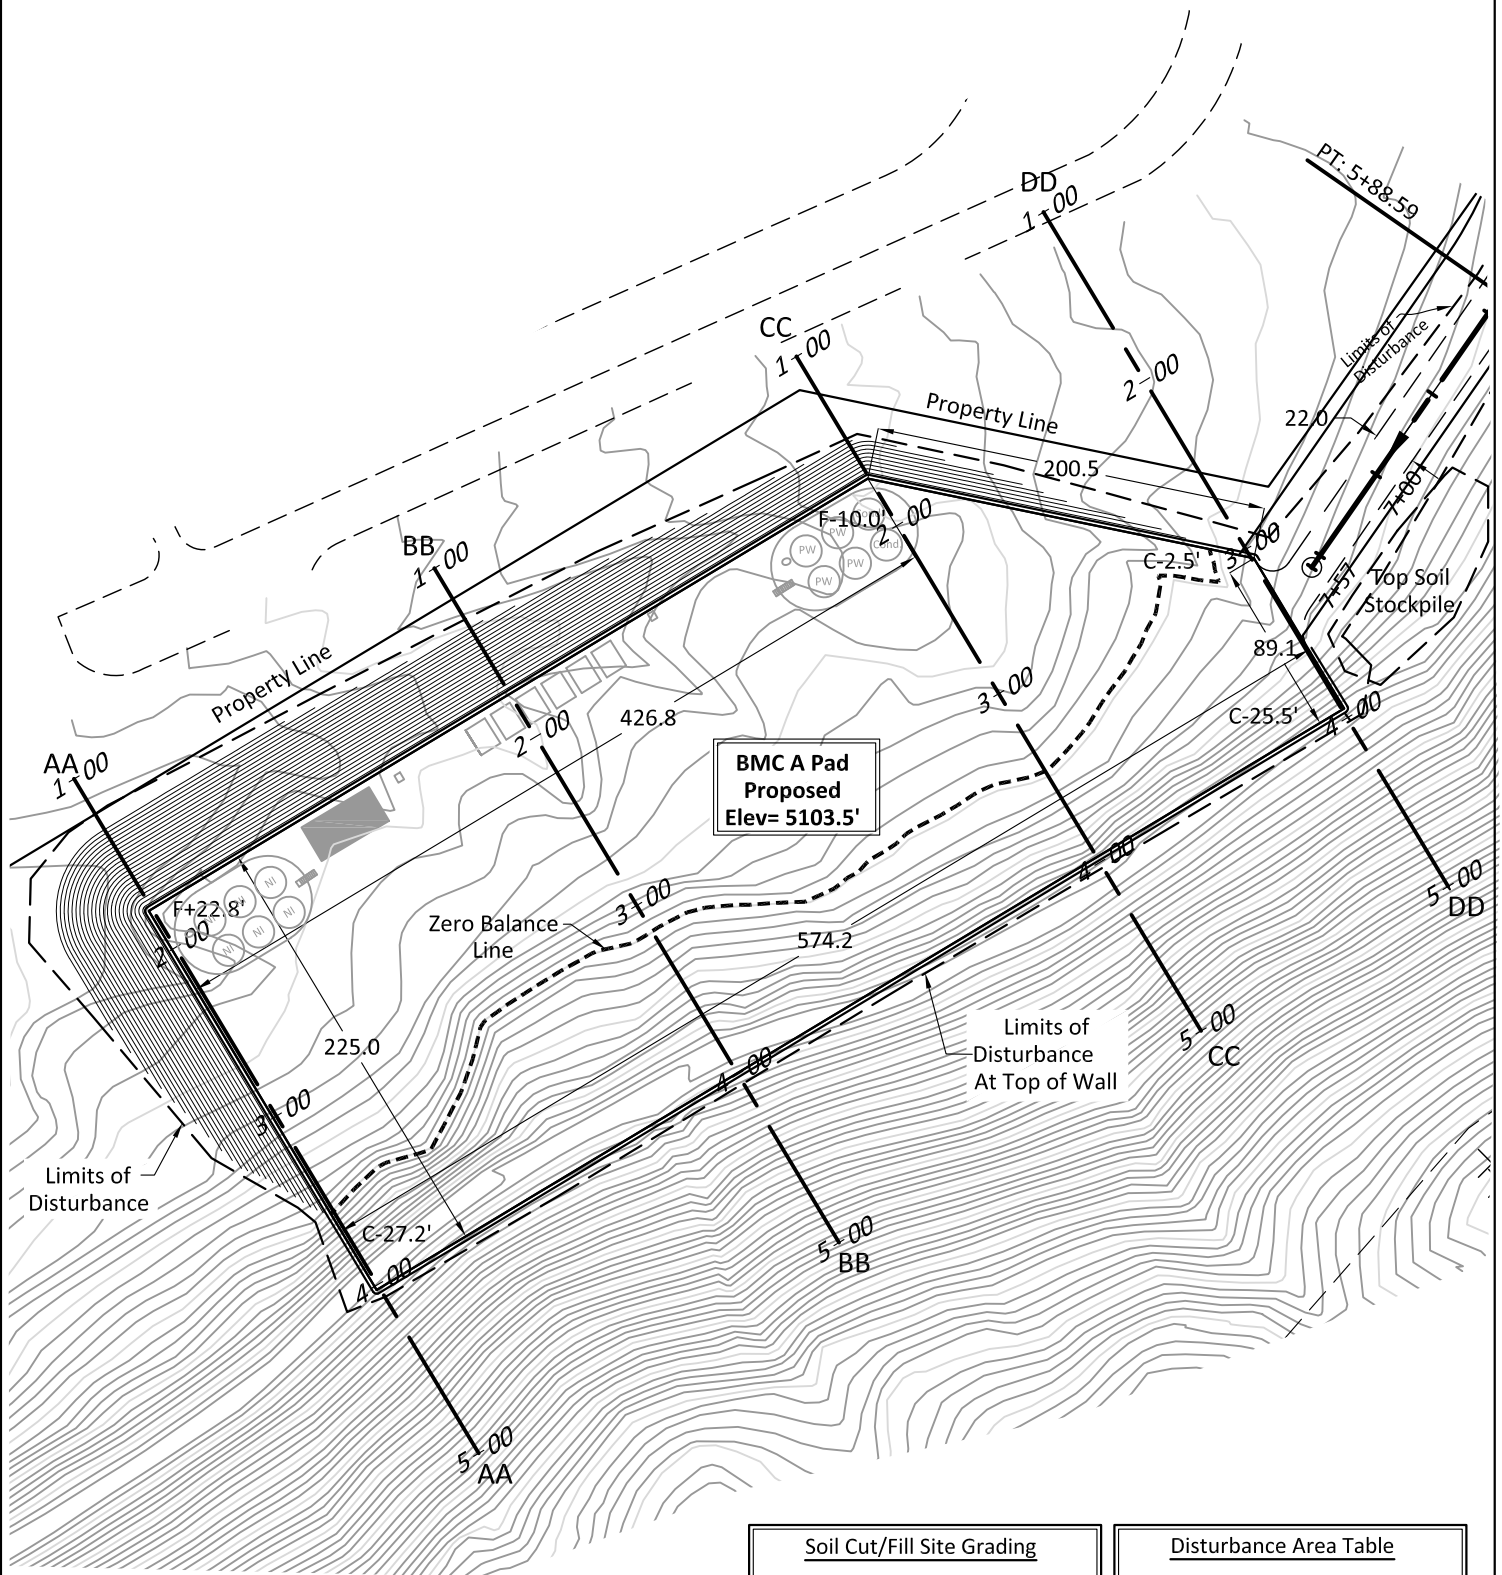 DD
1+00
PT: 5+88.59
Limits of
Disturbance
CC
1+00
2+00
Property Line
22.0
200.5
7+00
BB
1+00
F-10.0'
2+00
PW
PW
Cond
PW
PW
C-2.5'
3+00
7+57
Top Soil
Stockpile
Property Line
89.1
426.8
3+00
C-25.5'
4+00
2+00
AA
1+00
BMC A Pad
Proposed
Elev= 5103.5'
4+00
5+00
DD
NI
NI
NI
NI
NI
NI
F+22.8'
2+00
3+00
Zero Balance
Line
574.2
Limits of
Disturbance
At Top of Wall
5+00
CC
225.0
4+00
3+00
Limits of
Disturbance
C-27.2'
4+00
5+00
BB
5+00
AA
Soil Cut/Fill Site Grading
Disturbance Area Table